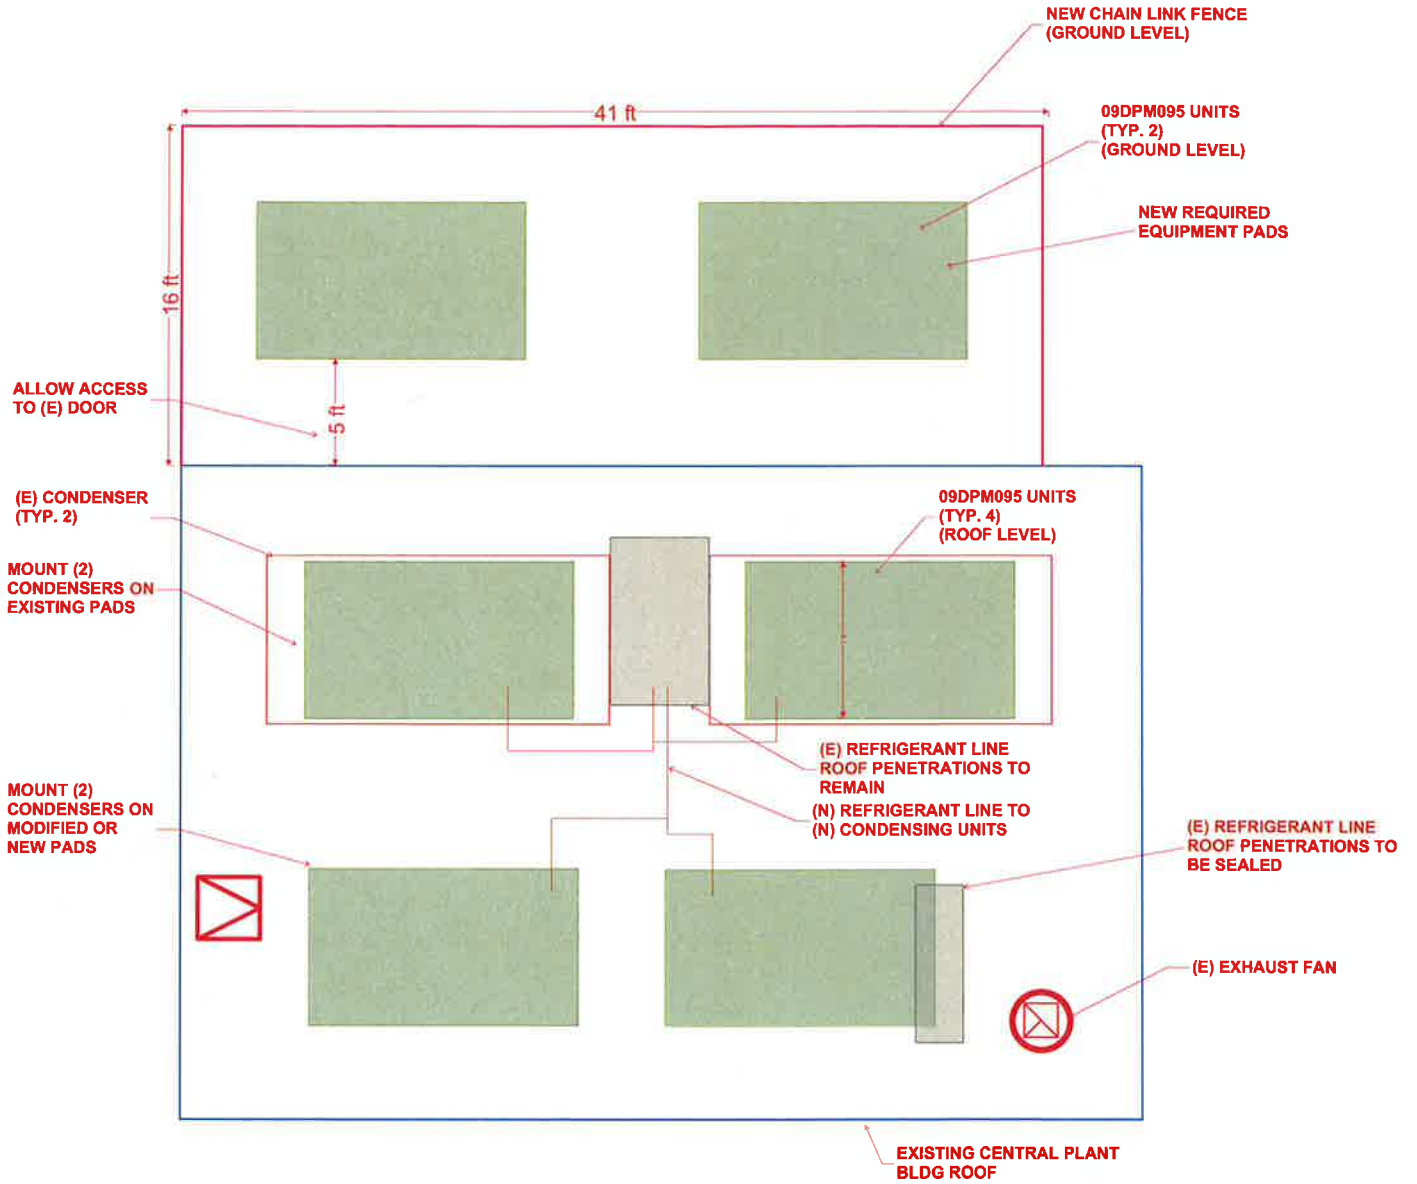 NEW CHAIN LINK FENCE
(GROUND LEVEL)
41 ft
09DPM095 UNITS
(TYP. 2)
(GROUND LEVEL)
NEW REQUIRED
EQUIPMENT PADS
16 ft
ALLOW ACCESS
TO (E) DOOR
5 ft
(E) CONDENSER
(TYP. 2)
09DPM095 UNITS
(TYP. 4)
(ROOF LEVEL)
MOUNT (2)
CONDENSERS ON
EXISTING PADS
(E) REFRIGERANT LINE
ROOF PENETRATIONS TO
REMAIN
MOUNT (2)
CONDENSERS ON
MODIFIED OR
NEW PADS
(N) REFRIGERANT LINE TO
(N) CONDENSING UNITS
(E) REFRIGERANT LINE
ROOF PENETRATIONS TO
BE SEALED
(E) EXHAUST FAN
EXISTING CENTRAL PLANT
BLDG ROOF